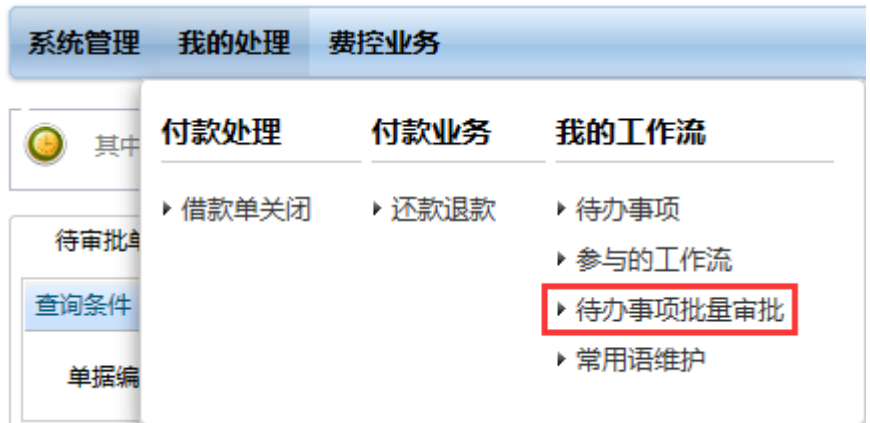 系统管理 我的处理 费控业务
其中
付款处理 付款业务 我的工作流
借款单关闭 还款退款 待办事项
待审批单
参与的工作流
查询条件 待办事项批量审批
单据编 常用语维护